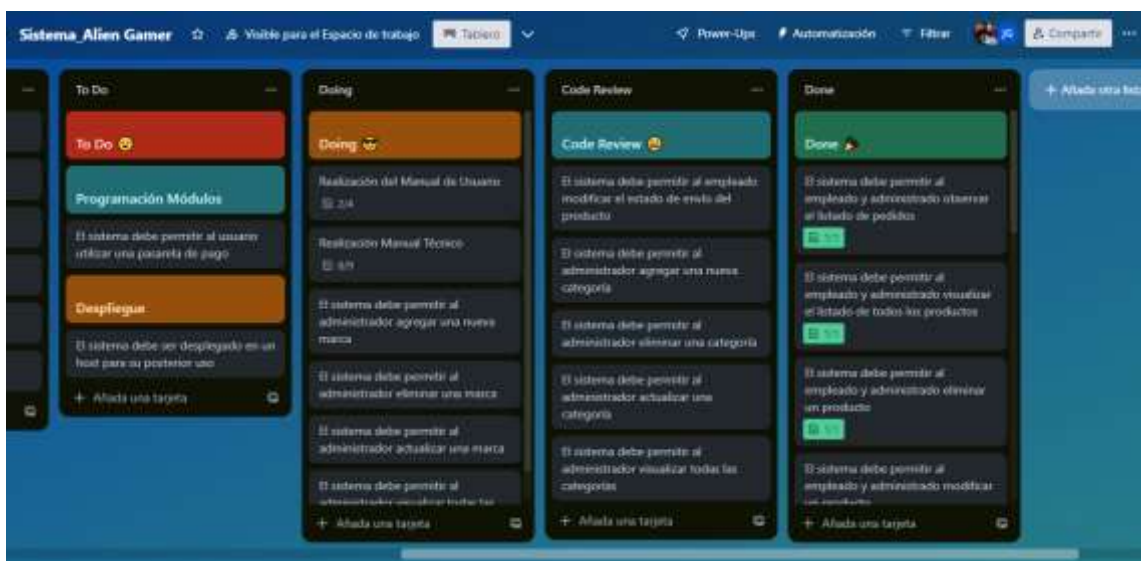 Sistema_Alien Gamer
Visible para el Espacio de trabajo
Tablero
Power-Ups
Automatización
Filtrar
Compartir
To Do
To Do
Programación Módulos
El sistema debe permitir al usuario
utilizar una pasarela de pago
Despliegue
El sistema debe ser desplegado en un
host para su posterior uso
+ Añada una tarjeta
Doing
Doing
Realización del Manual de Usuario
2/4
Realización Manual Técnico
El sistema debe permitir al
administrador agregar una nueva
marca
El sistema debe permitir al
administrador eliminar una marca
El sistema debe permitir al
administrador actualizar una marca
El sistema debe permitir al
administrador visualizar todas las
+ Añada una tarjeta
Code Review
Code Review
El sistema debe permitir al empleado
modificar el estado de envío del
producto
El sistema debe permitir al
administrador agregar una nueva
categoría
El sistema debe permitir al
administrador eliminar una categoría
El sistema debe permitir al
administrador actualizar una
categoría
El sistema debe permitir al
administrador visualizar todas las
categorías
+ Añada una tarjeta
Done
Done
El sistema debe permitir al
empleado y administrado observar
el listado de pedidos
El sistema debe permitir al
empleado y administrado visualizar
el listado de todos los productos
El sistema debe permitir al
empleado y administrado eliminar
un producto
El sistema debe permitir al
empleado y administrado modificar
un producto
+ Añada una tarjeta
+ Añada otra lista